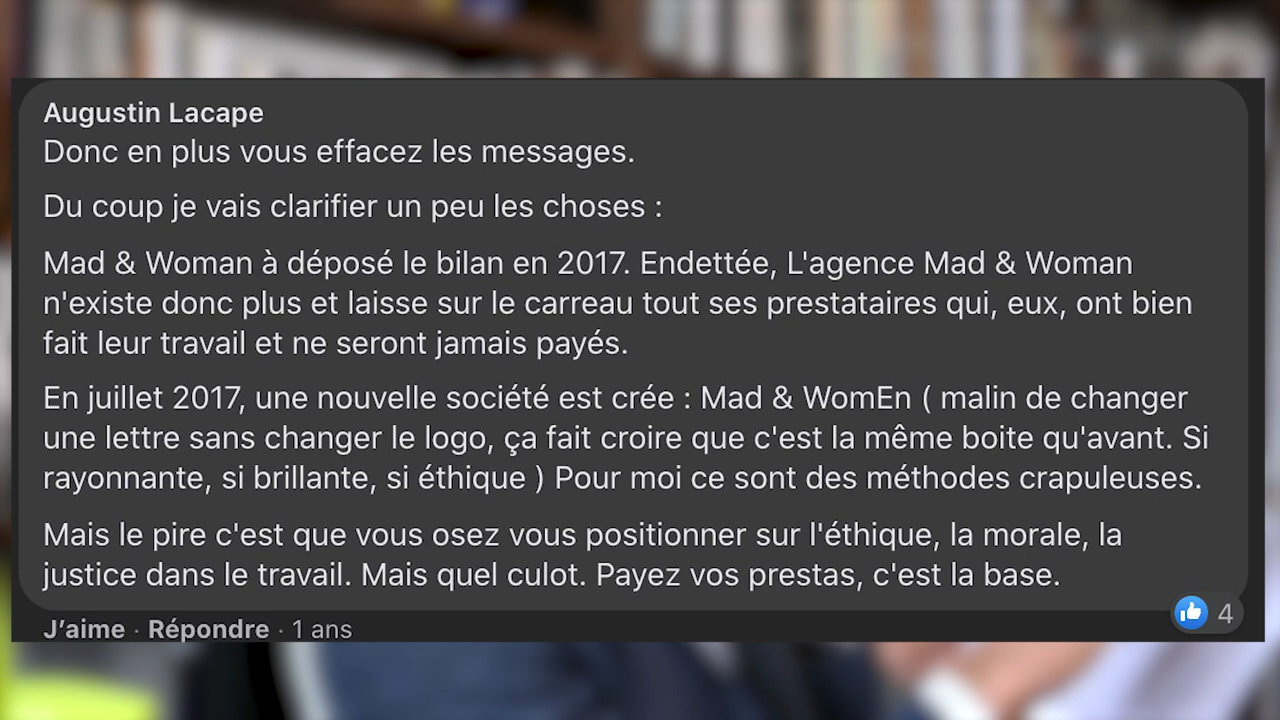 Augustin Lacape
Donc en plus vous effacez les messages.
Du coup je vais clarifier un peu les choses :
Mad & Woman à déposé le bilan en 2017. Endettée, L'agence Mad & Woman
n'existe donc plus et laisse sur le carreau tout ses prestataires qui, eux, ont bien
fait leur travail et ne seront jamais payés.
En juillet 2017, une nouvelle société est crée : Mad & WomEn ( malin de changer
une lettre sans changer le logo, ça fait croire que c'est la même boite qu'avant. Si
rayonnante, si brillante, si éthique ) Pour moi ce sont des méthodes crapuleuses.
Mais le pire c'est que vous osez vous positionner sur l'éthique, la morale, la
justice dans le travail. Mais quel culot. Payez vos prestas, c'est la base.
4
J’aime · Répondre · 1 ans